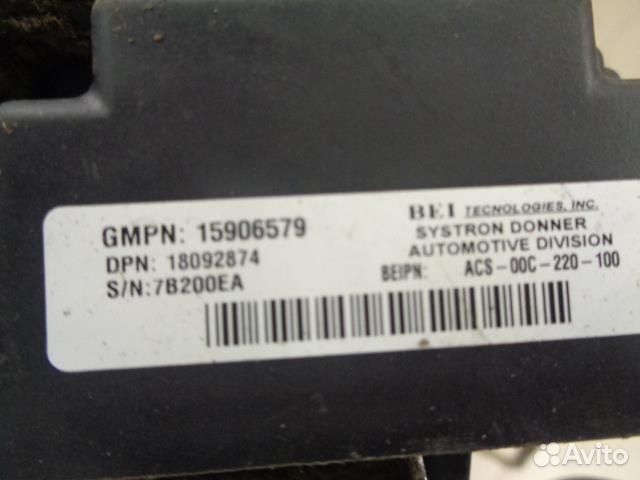 GMPN: 15906579
DPN: 18092874
S/N:7B200EA
BEI TECNOLOGIES, INC.
SYSTRON DONNER
AUTOMOTIVE DIVISION
BEIPN: ACS-00C-220-100
Avito